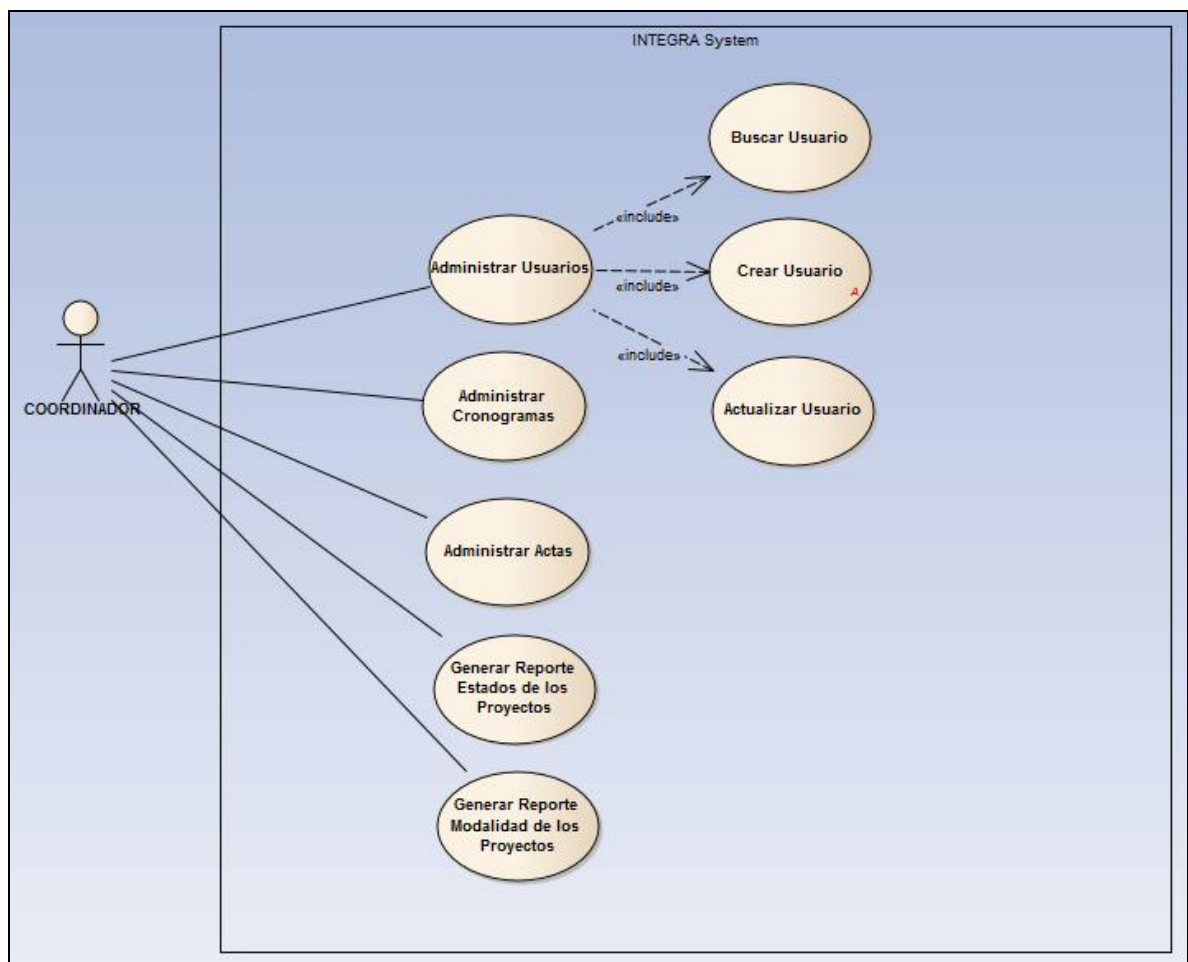 INTEGRA System
Buscar Usuario
«include»
Administrar Usuarios
«include»
Crear Usuario
A
«include»
Actualizar Usuario
COORDINADOR
Administrar
Cronogramas
Administrar Actas
Generar Reporte
Estados de los
Proyectos
Generar Reporte
Modalidad de los
Proyectos